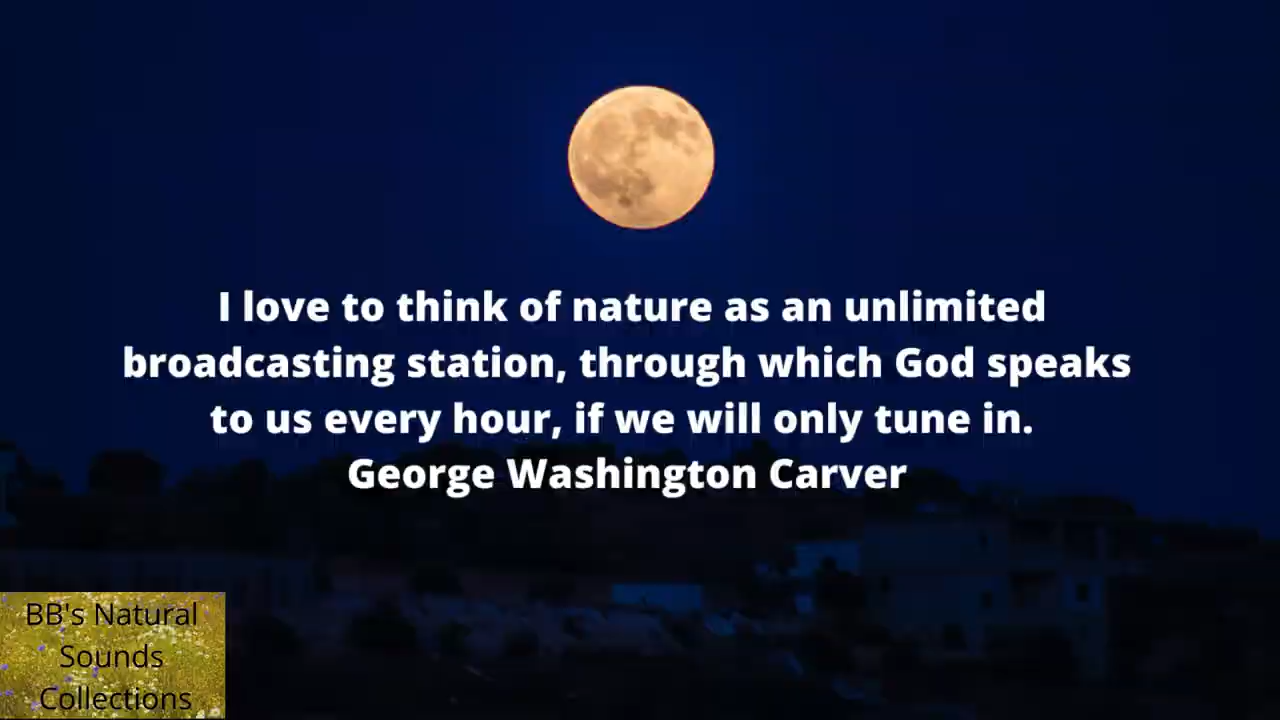 I love to think of nature as an unlimited
broadcasting station, through which God speaks
to us every hour, if we will only tune in.
George Washington Carver
BB's Natural
Sounds
Collections